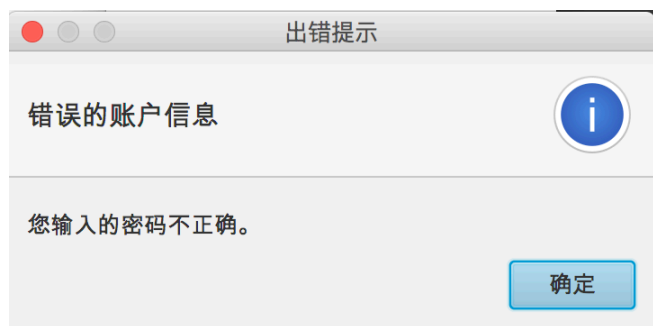 出错提示
错误的账户信息
您输入的密码不正确。
确定